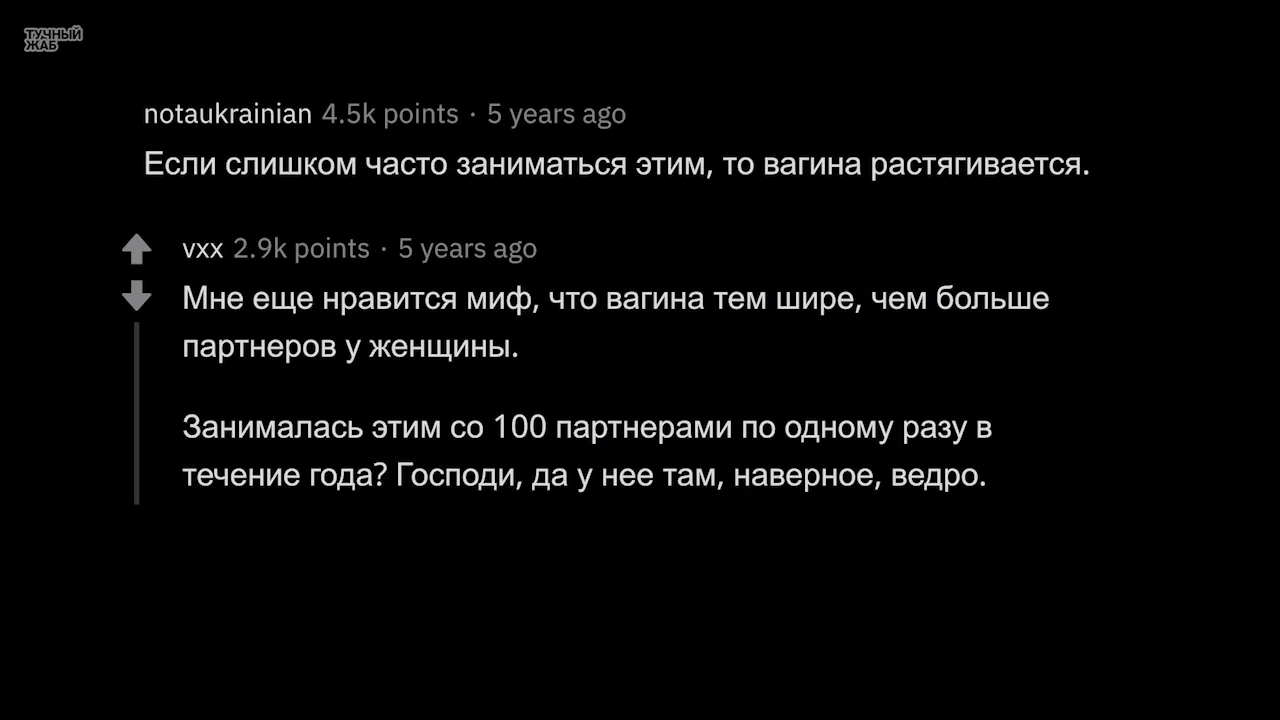 ТУЧНЫЙ
ЖАБ
notaukrainian 4.5k points · 5 years ago
Если слишком часто заниматься этим, то вагина растягивается.
vxx 2.9k points · 5 years ago
Мне еще нравится миф, что вагина тем шире, чем больше
партнеров у женщины.
Занималась этим со 100 партнерами по одному разу в
течение года? Господи, да у нее там, наверное, ведро.